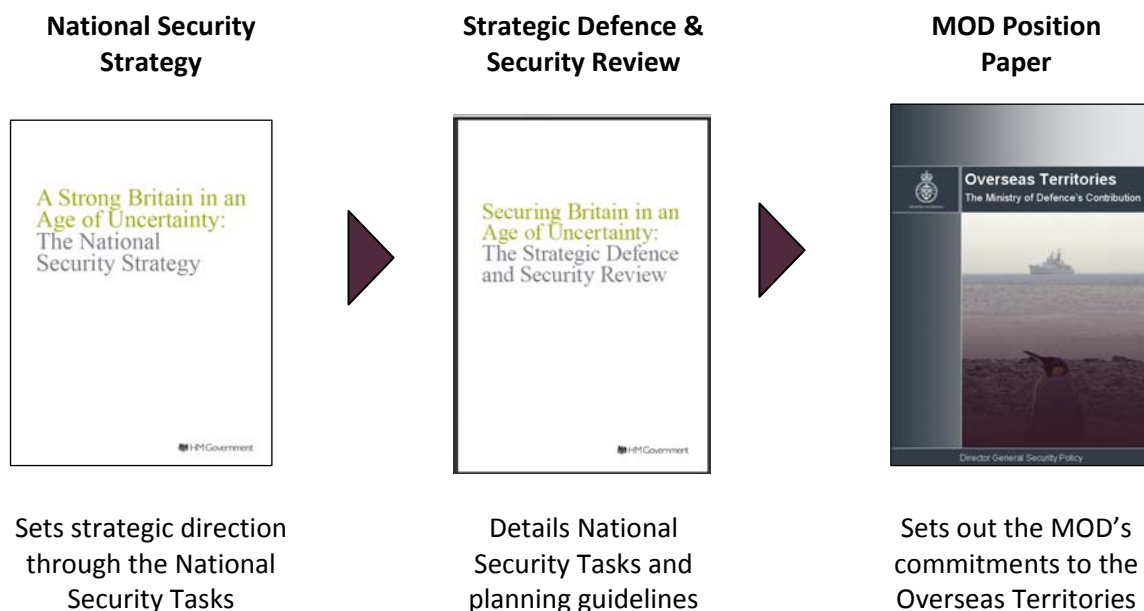 National Security
Strategy
A Strong Britain in an
Age of Uncertainty:
The National
Security Strategy
HM Government
Sets strategic direction
through the National
Security Tasks
Strategic Defence &
Security Review
Securing Britain in an
Age of Uncertainty:
The Strategic Defence
and Security Review
HM Government
Details National
Security Tasks and
planning guidelines
MOD Position
Paper
Overseas Territories
The Ministry of Defence's Contribution
Director General Security Policy
Sets out the MOD’s
commitments to the
Overseas Territories